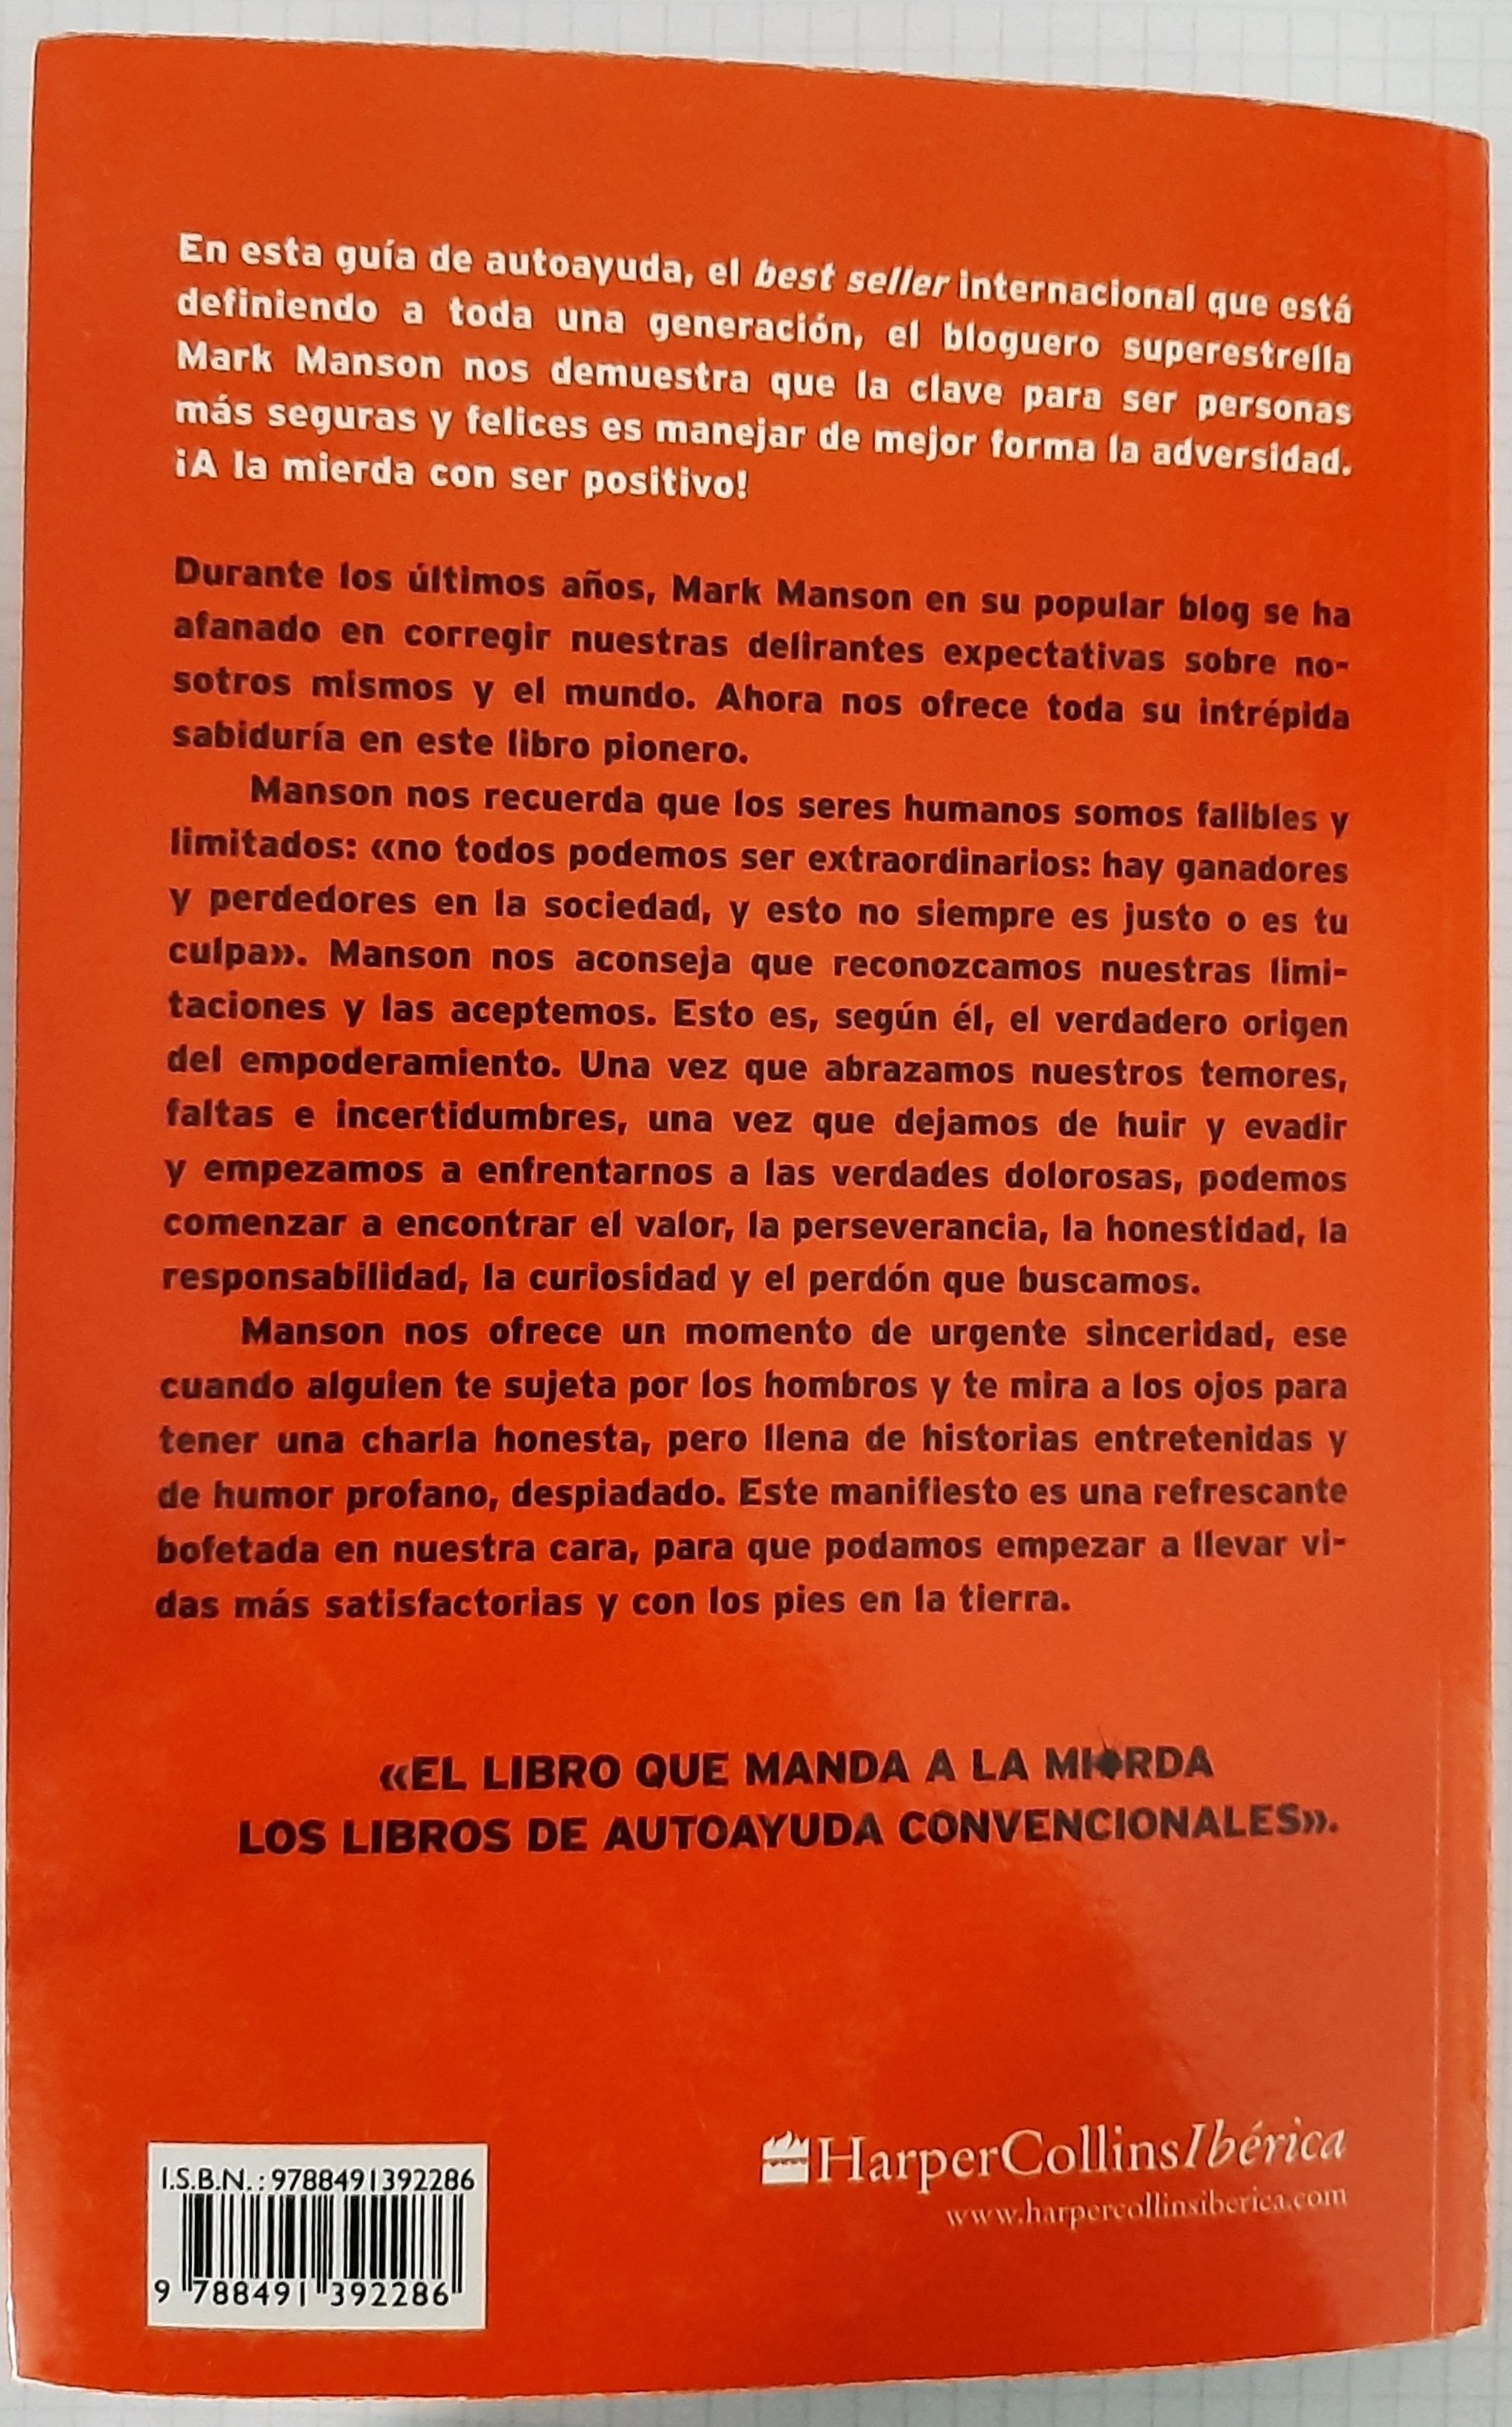 En esta guía de autoayuda, el best seller internacional que está
definiendo a toda una generación, el bloguero superestrella
Mark Manson nos demuestra que la clave para ser personas
más seguras y felices es manejar de mejor forma la adversidad.
¡A la mierda con ser positivo!
Durante los últimos años, Mark Manson en su popular blog se ha
afanado en corregir nuestras delirantes expectativas sobre no-
sotros mismos y el mundo. Ahora nos ofrece toda su intrépida
sabiduría en este libro pionero.
Manson nos recuerda que los seres humanos somos falibles y
limitados: «no todos podemos ser extraordinarios: hay ganadores
y perdedores en la sociedad, y esto no siempre es justo o es tu
culpa». Manson nos aconseja que reconozcamos nuestras limi-
taciones y las aceptemos. Esto es, según él, el verdadero origen
del empoderamiento. Una vez que abrazamos nuestros temores,
faltas e incertidumbres, una vez que dejamos de huir y evadir
y empezamos a enfrentarnos a las verdades dolorosas, podemos
comenzar a encontrar el valor, la perseverancia, la honestidad, la
responsabilidad, la curiosidad y el perdón que buscamos.
Manson nos ofrece un momento de urgente sinceridad, ese
cuando alguien te sujeta por los hombros y te mira a los ojos para
tener una charla honesta, pero llena de historias entretenidas y
de humor profano, despiadado. Este manifiesto es una refrescante
bofetada en nuestra cara, para que podamos empezar a llevar vi-
das más satisfactorias y con los pies en la tierra.
«EL LIBRO QUE MANDA A LA MI●RDA
LOS LIBROS DE AUTOAYUDA CONVENCIONALES».
HarperCollinsIbérica
www.harpercollinsiberica.com
I.S.B.N.: 9788491392286
9 788491 392286